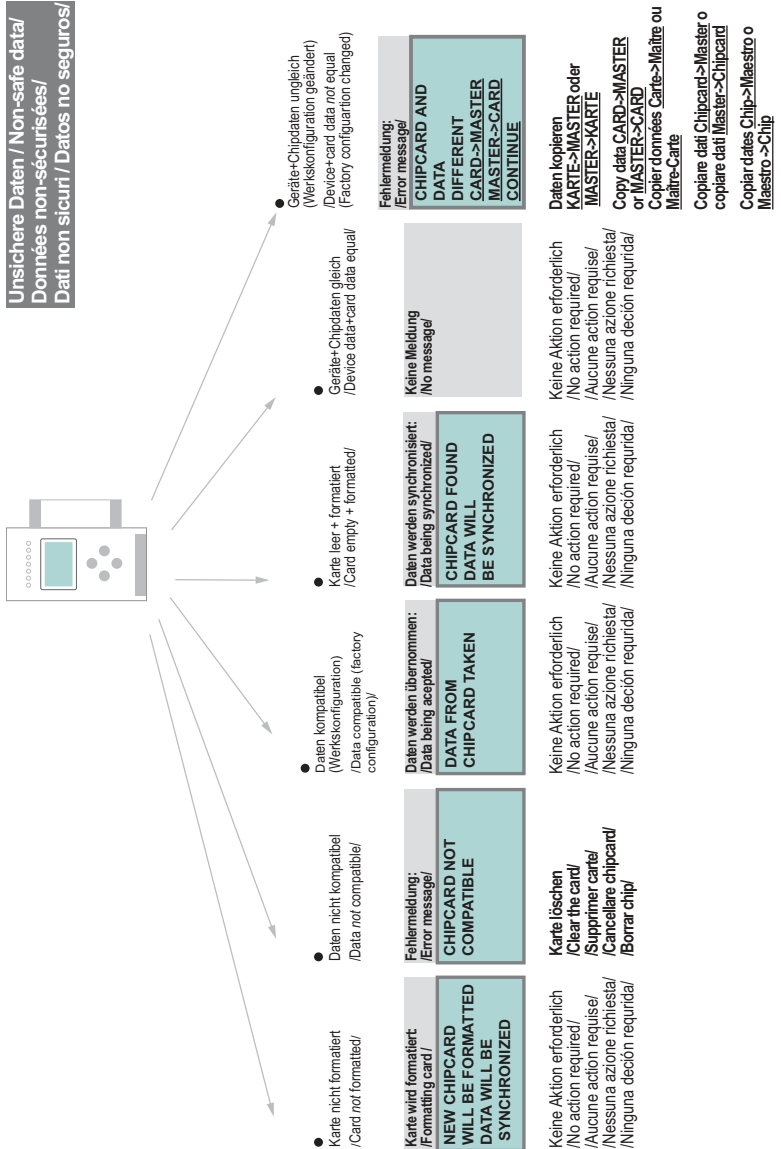 Unsichere Daten / Non-safe data/
Données non-sécurisées/
Dati non sicuri / Datos no seguros/
Karte nicht formatiert
/Card not formatted/
Karte wird formatiert:
/Formatting card /
NEW CHIPCARD
WILL BE FORMATTED
DATA WILL BE
SYNCHRONIZED
Keine Aktion erforderlich
/No action required/
/Aucune action requise/
/Nessuna azione richiesta/
/Ninguna deción requrida/
Daten nicht kompatibel
/Data not compatible/
Fehlermeldung:
/Error message/
CHIPCARD NOT
COMPATIBLE
Karte löschen
/Clear the card/
/Supprimer carte/
/Cancellare chipcard/
/Borrar chip/
Daten kompatibel
(Werkskonfiguration)
/Data compatible (factory
configuration)/
Daten werden übernommen:
/Data being acepted/
DATA FROM
CHIPCARD TAKEN
Keine Aktion erforderlich
/No action required/
/Aucune action requise/
/Nessuna azione richiesta/
/Ninguna deción requrida/
Karte leer + formatiert
/Card empty + formatted/
Daten werden synchronisiert:
/Data being synchronized/
CHIPCARD FOUND
DATA WILL
BE SYNCHRONIZED
Keine Aktion erforderlich
/No action required/
/Aucune action requise/
/Nessuna azione richiesta/
/Ninguna deción requrida/
Geräte+Chipdaten gleich
/Device data+card data equal/
Keine Meldung
/No message/
Keine Aktion erforderlich
/No action required/
/Aucune action requise/
/Nessuna azione richiesta/
/Ninguna deción requrida/
Geräte+Chipdaten ungleich
(Werkskonfiguration geändert)
/Device+card data not equal
(Factory configuartion changed)
Fehlermeldung:
/Error message/
CHIPCARD AND
DATA
DIFFERENT
CARD->MASTER
MASTER->CARD
CONTINUE
Daten kopieren
KARTE->MASTER oder
MASTER->KARTE
Copy data CARD->MASTER
or MASTER->CARD
Copier données Carte->Maître ou
Maître-Carte
Copiare dati Chipcard->Master o
copiare dati Master->Chipcard
Copiar dates Chip->Maestro o
Maestro ->Chip